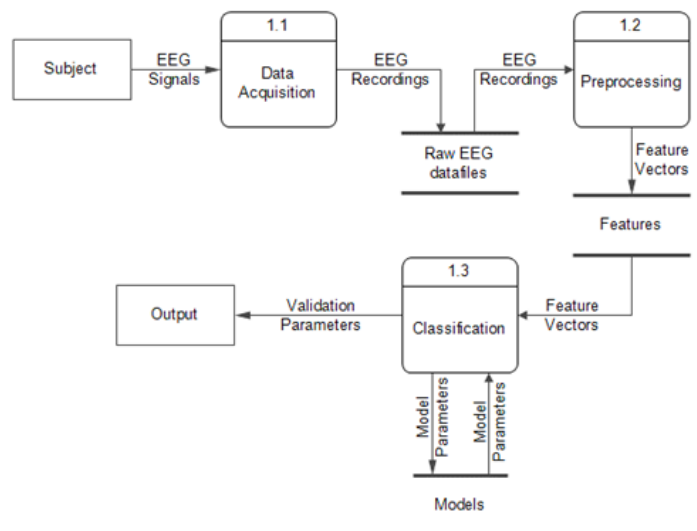 1.1
1.2
Subject
EEG
Signals
Data
Acquisition
EEG
Recordings
EEG
Recordings
Preprocessing
Raw EEG
datafiles
Feature
Vectors
Features
1.3
Output
Validation
Parameters
Classification
Feature
Vectors
Model
Parameters
Model
Parameters
Models